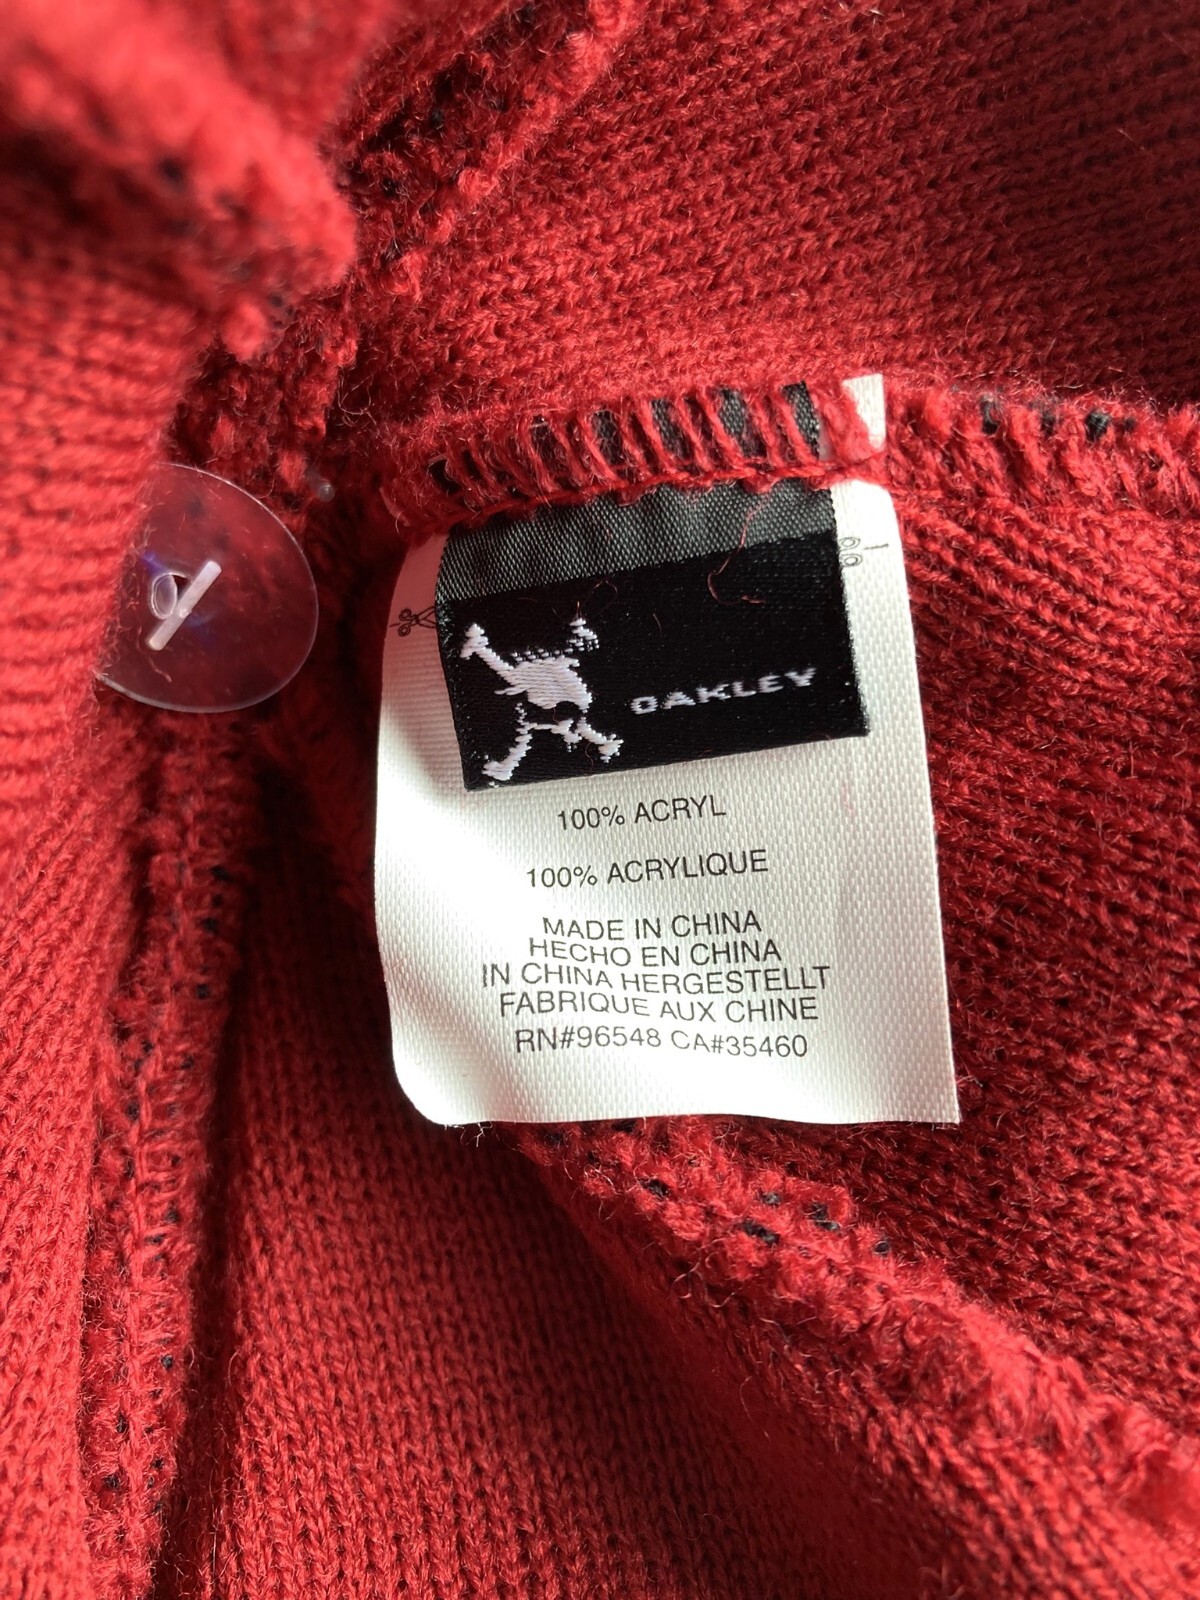 OAKLEY
100% ACRYL
100% ACRYLIQUE
MADE IN CHINA
HECHO EN CHINA
IN CHINA HERGESTELLT
FABRIQUE AUX CHINE
RN#96548 CA#35460